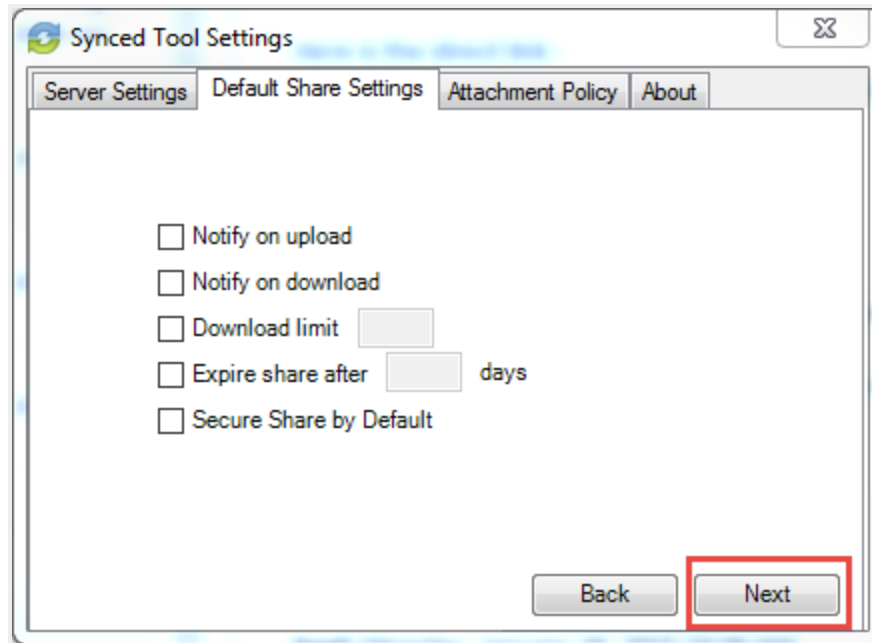 Synced Tool Settings
Server Settings Default Share Settings Attachment Policy About
Notify on upload
Notify on download
Download limit
Expire share after days
Secure Share by Default
Back Next